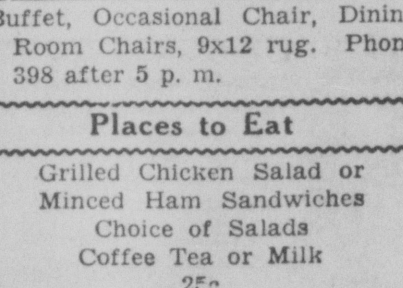 Buffet, Occasional Chair, Dinin
Room Chairs, 9x12 rug. Phon
398 after 5 p. m.
Places to Eat
Grilled Chicken Salad or
Minced Ham Sandwiches
Choice of Salads
Coffee Tea or Milk